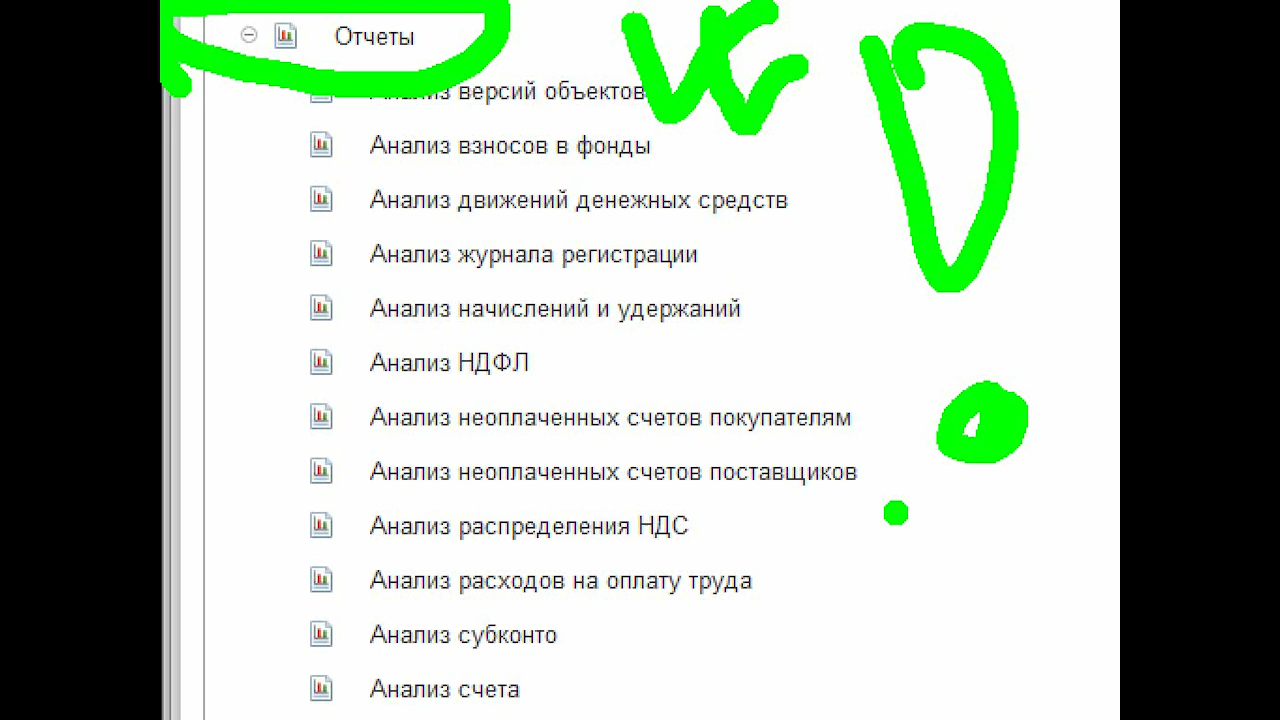 Отчеты
Анализ версий объектов
Анализ взносов в фонды
Анализ движений денежных средств
Анализ журнала регистрации
Анализ начислений и удержаний
Анализ НДФЛ
Анализ неоплаченных счетов покупателям
Анализ неоплаченных счетов поставщиков
Анализ распределения НДС
Анализ расходов на оплату труда
Анализ субконто
Анализ счета